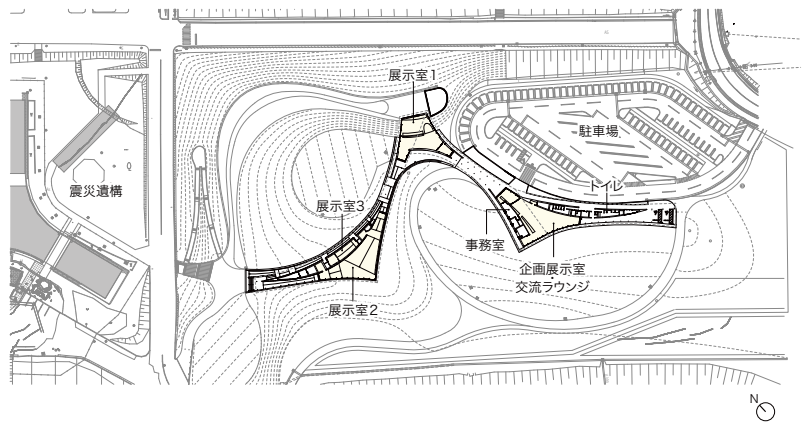 展示室1
駐車場
震災遺構
トイレ
展示室3
事務室
企画展示室
交流ラウンジ
展示室2
N